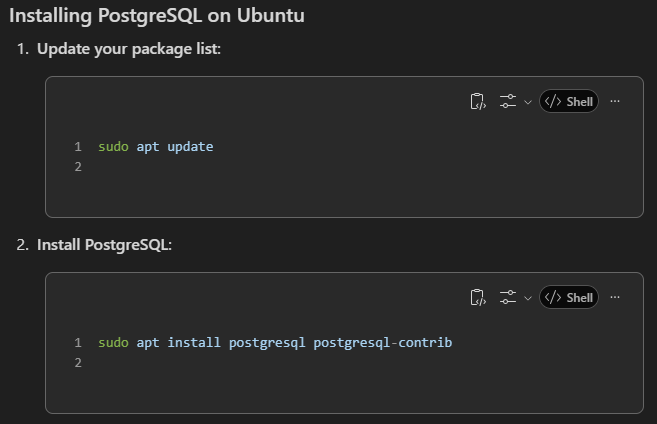 Installing PostgreSQL on Ubuntu
1. Update your package list:
</> Shell ...
1 sudo apt update
2
2. Install PostgreSQL:
</> Shell ...
1 sudo apt install postgresql postgresql-contrib
2